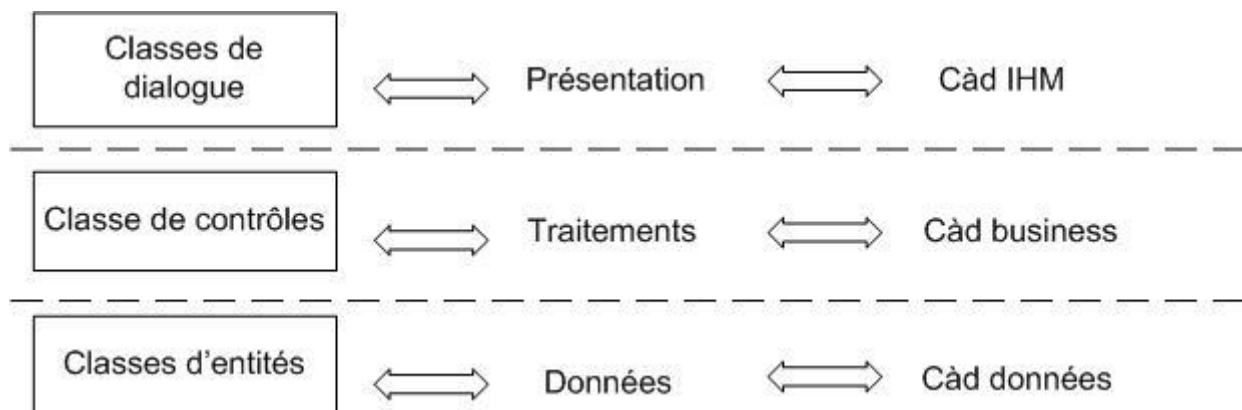 Classes de
dialogue
Présentation
Càd IHM
Classe de contrôles
Traitements
Càd business
Classes d'entités
Données
Càd données